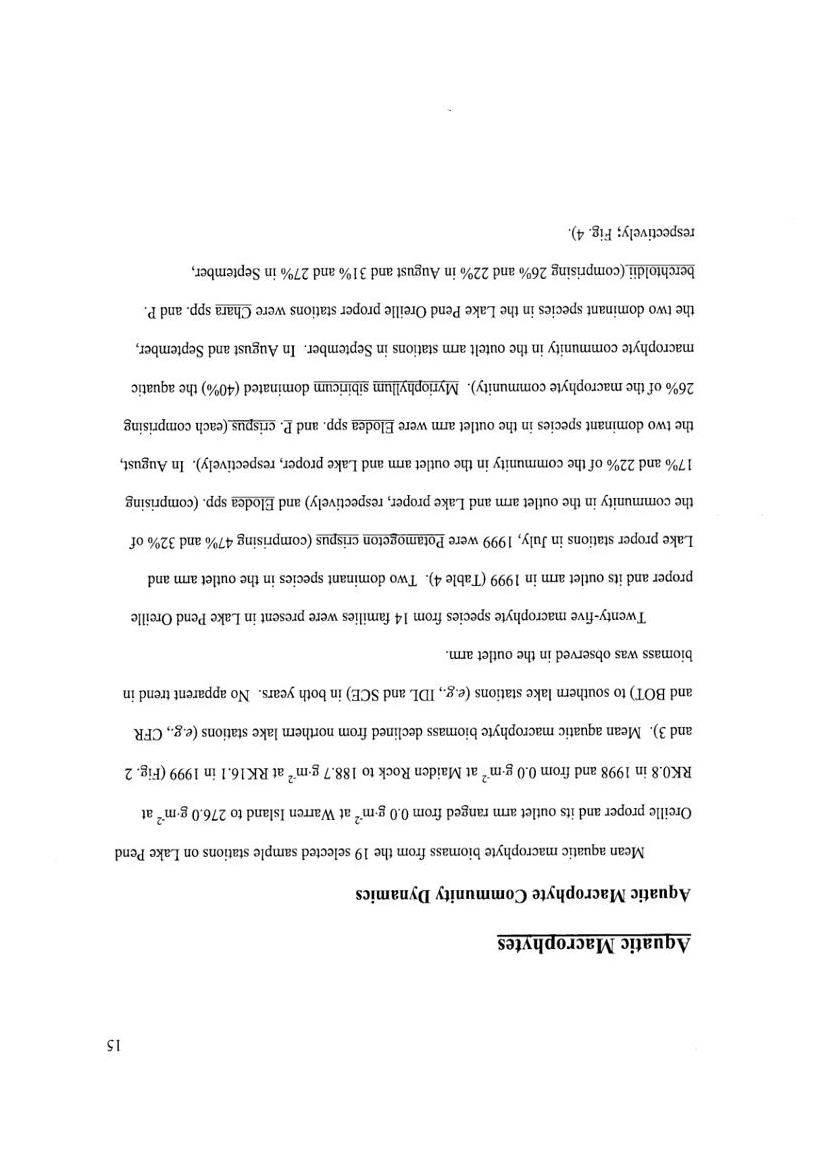 15
Aquatic Macrophytes
Aquatic Macrophyte Community Dynamics
Mean aquatic macrophyte biomass from the 19 selected sample stations on Lake Pend
Oreille proper and its outlet arm ranged from 0.0 g·m⁻² at Warren Island to 276.0 g·m⁻² at
RK0.8 in 1998 and from 0.0 g·m⁻² at Maiden Rock to 188.7 g·m⁻² at RK16.1 in 1999 (Fig. 2
and 3). Mean aquatic macrophyte biomass declined from northern lake stations (e.g., CFR
and BOT) to southern lake stations (e.g., IDL and SCE) in both years. No apparent trend in
biomass was observed in the outlet arm.
Twenty-five macrophyte species from 14 families were present in Lake Pend Oreille
proper and its outlet arm in 1999 (Table 4). Two dominant species in the outlet arm and
Lake proper stations in July, 1999 were Potamogeton crispus (comprising 47% and 32% of
the community in the outlet arm and Lake proper, respectively) and Elodea spp. (comprising
17% and 22% of the community in the outlet arm and Lake proper, respectively). In August,
the two dominant species in the outlet arm were Elodea spp. and P. crispus (each comprising
26% of the macrophyte community). Myriophyllum sibiricum dominated (40%) the aquatic
macrophyte community in the outelt arm stations in September. In August and September,
the two dominant species in the Lake Pend Oreille proper stations were Chara spp. and P.
berchtoldii (comprising 26% and 22% in August and 31% and 27% in September,
respectively; Fig. 4).